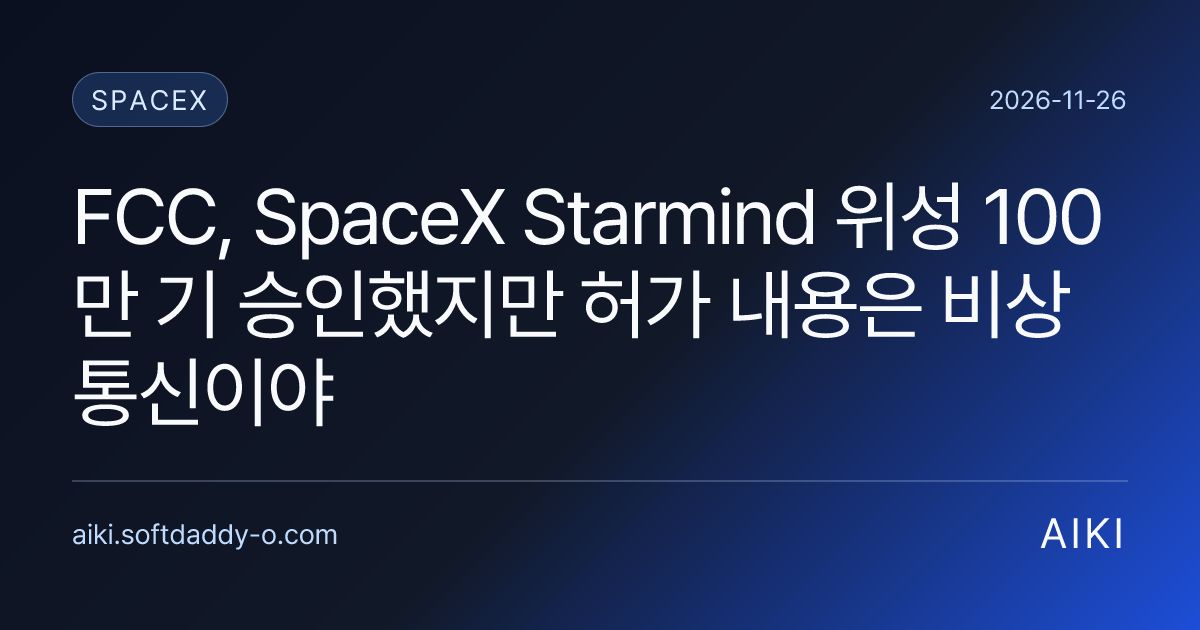 SPACEX
2026-11-26
FCC, SpaceX Starmind 위성 100
만 기 승인했지만 허가 내용은 비상
통신이야
aiki.softdaddy-o.com
AIKI